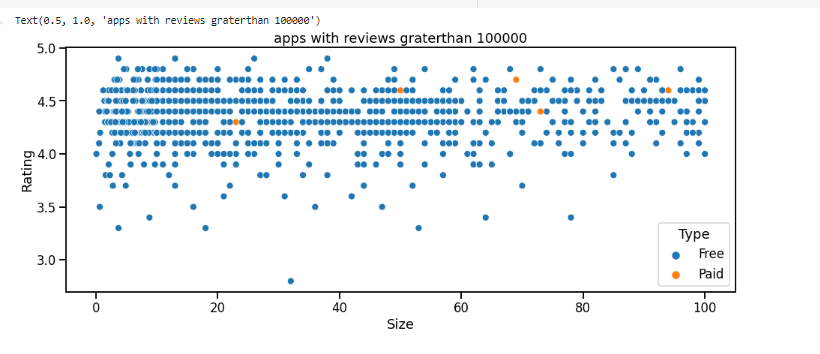 Text(0.5, 1.0, 'apps with reviews graterthan 100000')
apps with reviews graterthan 100000
5.0
4.5
4.0
3.5
3.0
Rating
0 20 40 60 80 100
Size
Type
Free
Paid